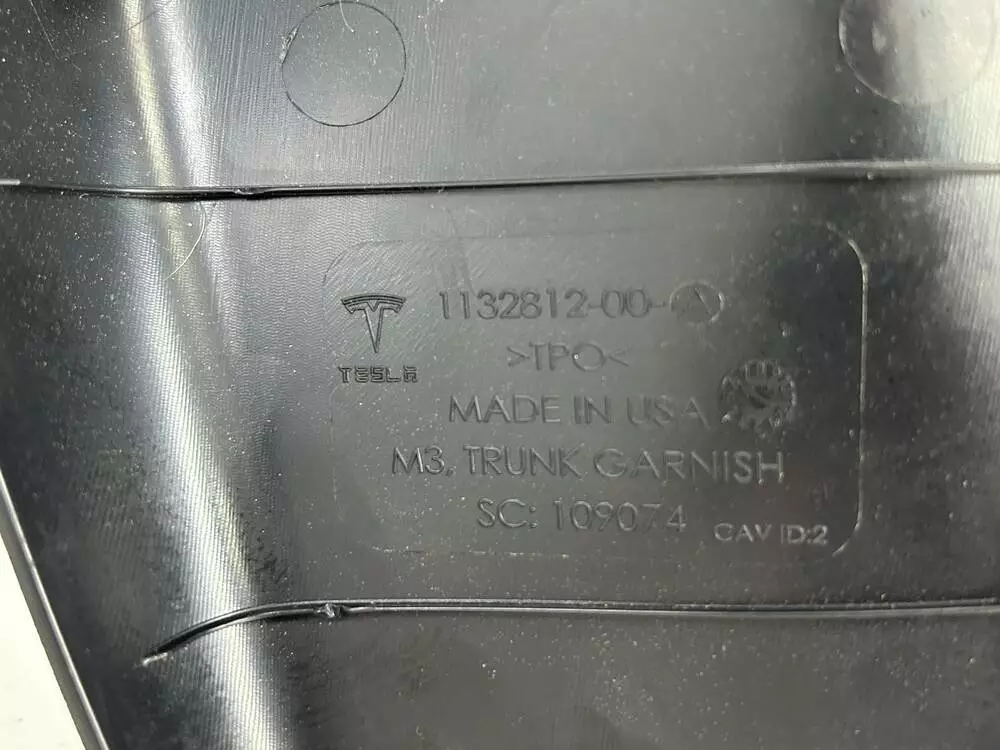 1132812-00-A
TESLA
>TPO<
MADE IN USA
M3, TRUNK GARNISH
SC: 109074
CAV ID:2